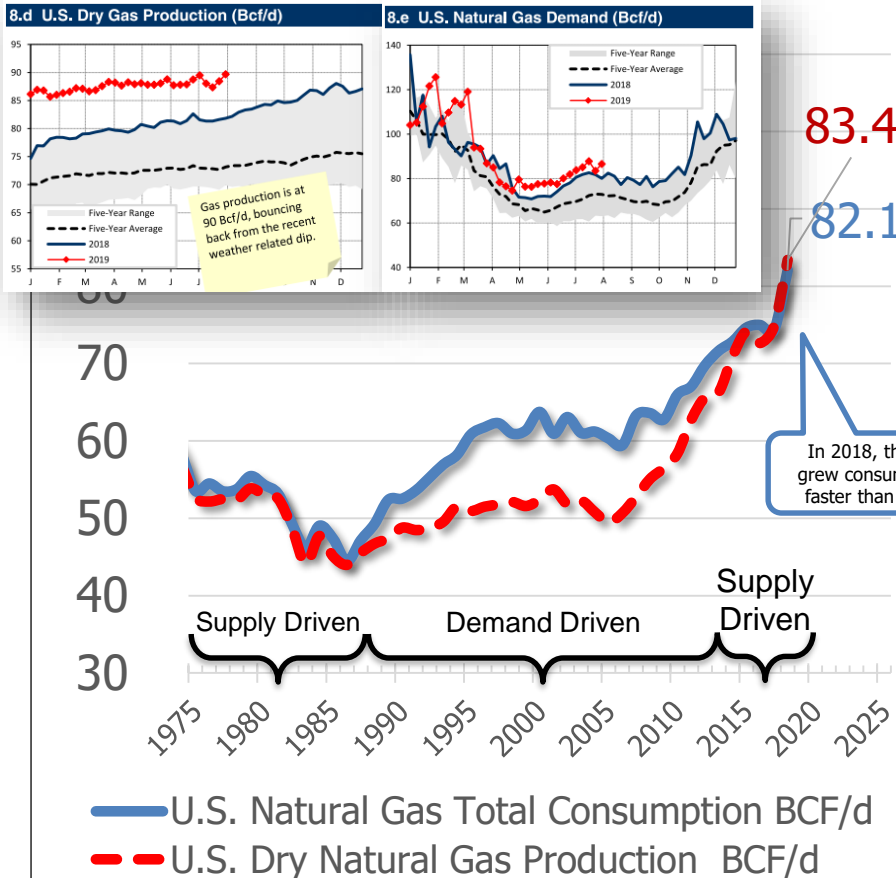 8.d U.S. Dry Gas Production (Bcf/d)
95
90
85
80
75
70
65
60
55
J F M A M J J
N D
Five-Year Range
Five-Year Average
2018
2019
Gas production is at
90 Bcf/d, bouncing
back from the recent
weather related dip.
8.e U.S. Natural Gas Demand (Bcf/d)
140
120
100
80
60
40
J F M A M J J A S O N D
Five-Year Range
Five-Year Average
2018
2019
83.4
82.1
70
60
50
40
30
In 2018, th
grew consum
faster than
Supply Driven
Demand Driven
Supply
Driven
1975 1980 1985 1990 1995 2000 2005 2010 2015 2020 2025
U.S. Natural Gas Total Consumption BCF/d
U.S. Dry Natural Gas Production BCF/d